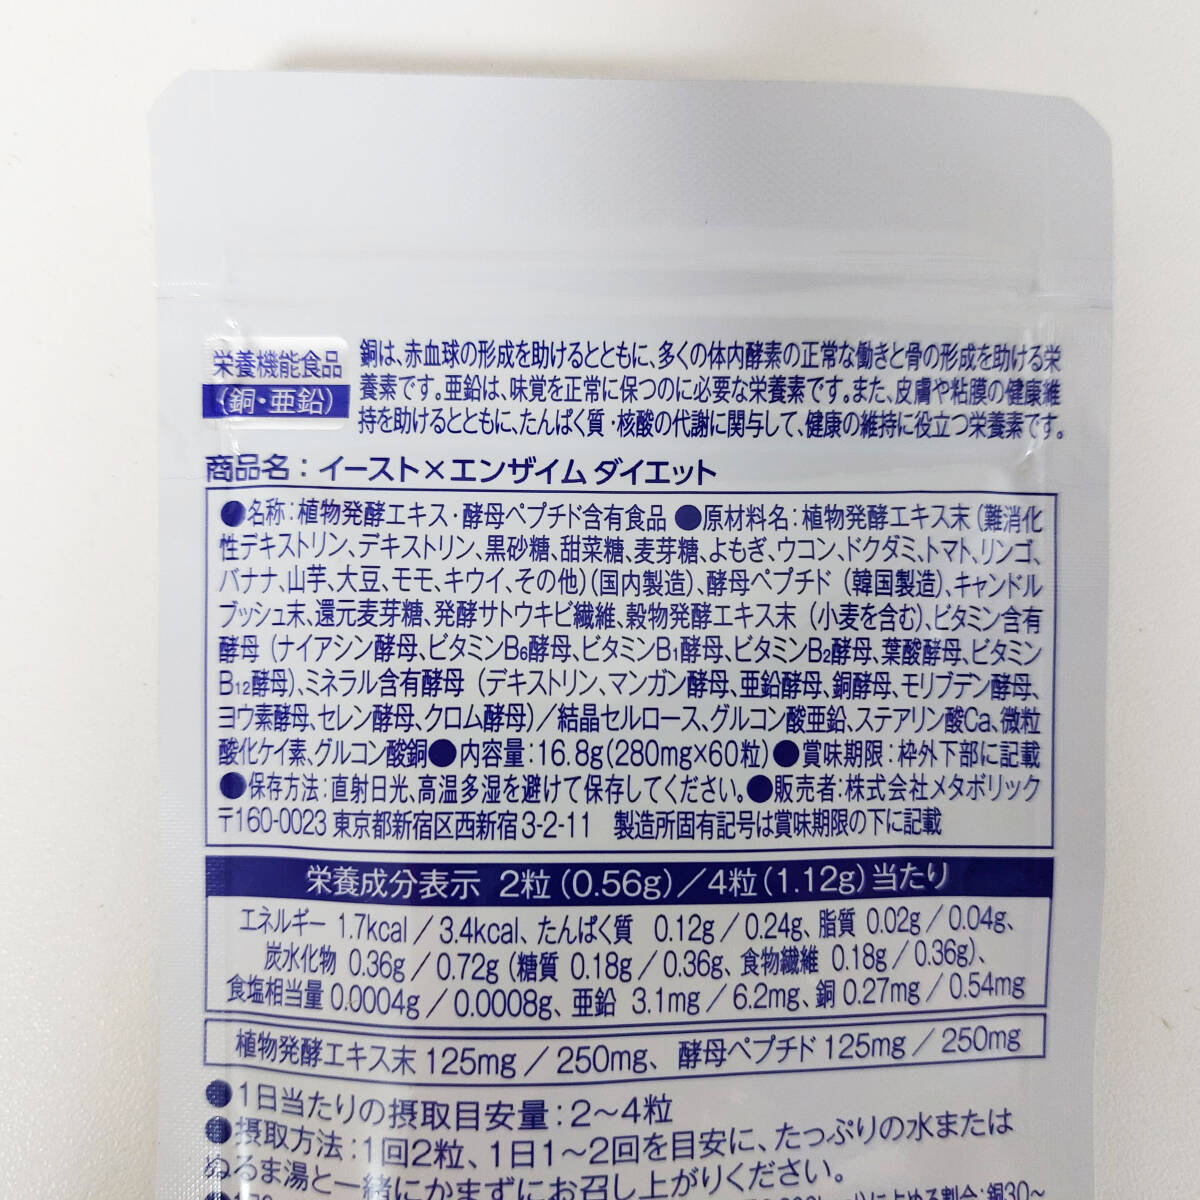 栄養機能食品
(銅・亜鉛)
銅は、赤血球の形成を助けるとともに、多くの体内酵素の正常な働きと骨の形成を助ける栄
養素です。亜鉛は、味覚を正常に保つのに必要な栄養素です。また、皮膚や粘膜の健康維
持を助けるとともに、たんぱく質・核酸の代謝に関与して、健康の維持に役立つ栄養素です。
商品名：イースト×エンザイム ダイエット
●名称：植物発酵エキス・酵母ペプチド含有食品 ●原材料名：植物発酵エキス末（難消化
性デキストリン、デキストリン、黒砂糖、甜菜糖、麦芽糖、よもぎ、ウコン、ドクダミ、トマト、リンゴ、
バナナ、山芋、大豆、モモ、キウイ、その他）（国内製造）、酵母ペプチド（韓国製造）、キャンドル
ブッシュ末、還元麦芽糖、発酵サトウキビ繊維、穀物発酵エキス末（小麦を含む）、ビタミン含有
酵母（ナイアシン酵母、ビタミンB6酵母、ビタミンB1酵母、ビタミンB2酵母、葉酸酵母、ビタミン
B12酵母）、ミネラル含有酵母（デキストリン、マンガン酵母、亜鉛酵母、銅酵母、モリブデン酵母、
ヨウ素酵母、セレン酵母、クロム酵母）／結晶セルロース、グルコン酸亜鉛、ステアリン酸Ca、微粒
酸化ケイ素、グルコン酸銅●内容量：16.8g(280mg×60粒)●賞味期限：枠外下部に記載
●保存方法：直射日光、高温多湿を避けて保存してください。●販売者：株式会社メタボリック
〒160-0023 東京都新宿区西新宿3-2-11 製造所固有記号は賞味期限の下に記載
栄養成分表示 2粒（0.56g）／4粒（1.12g）当たり
エネルギー 1.7kcal／3.4kcal、たんぱく質 0.12g／0.24g、脂質 0.02g／0.04g、
炭水化物 0.36g／0.72g（糖質 0.18g／0.36g、食物繊維 0.18g／0.36g）、
食塩相当量 0.0004g／0.0008g、亜鉛 3.1mg／6.2mg、銅 0.27mg／0.54mg
植物発酵エキス末 125mg／250mg、酵母ペプチド 125mg／250mg
●1日当たりの摂取目安量：2～4粒
●摂取方法：1回2粒、1日1～2回を目安に、たっぷりの水または
ぬるま湯と一緒にかまずにお召し上がりください。